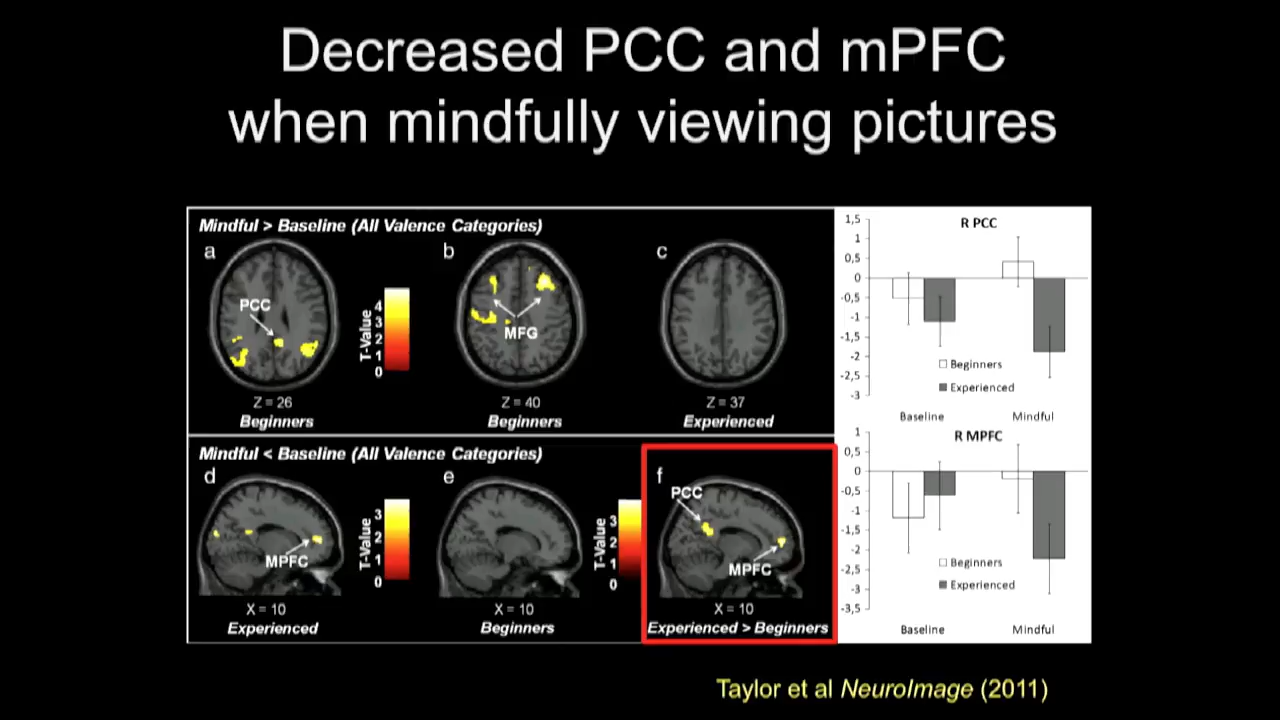 Decreased PCC and mPFC
when mindfully viewing pictures
Mindful > Baseline (All Valence Categories)
a
PCC
T-Value
4
3
2
1
0
Z = 26
Beginners
b
MFG
Z = 40
Beginners
c
Z = 37
Experienced
Mindful < Baseline (All Valence Categories)
d
MPFC
X = 10
Experienced
T-Value
3
2
1
0
e
X = 10
Beginners
T-Value
3
2
1
0
f
PCC
MPFC
X = 10
Experienced > Beginners
R PCC
1,5
1
0,5
0
-0,5
-1
-1,5
-2
-2,5
-3
Beginners
Experienced
Baseline
Mindful
R MPFC
1
0,5
0
-0,5
-1
-1,5
-2
-2,5
-3
-3,5
Beginners
Experienced
Baseline
Mindful
Taylor et al NeuroImage (2011)